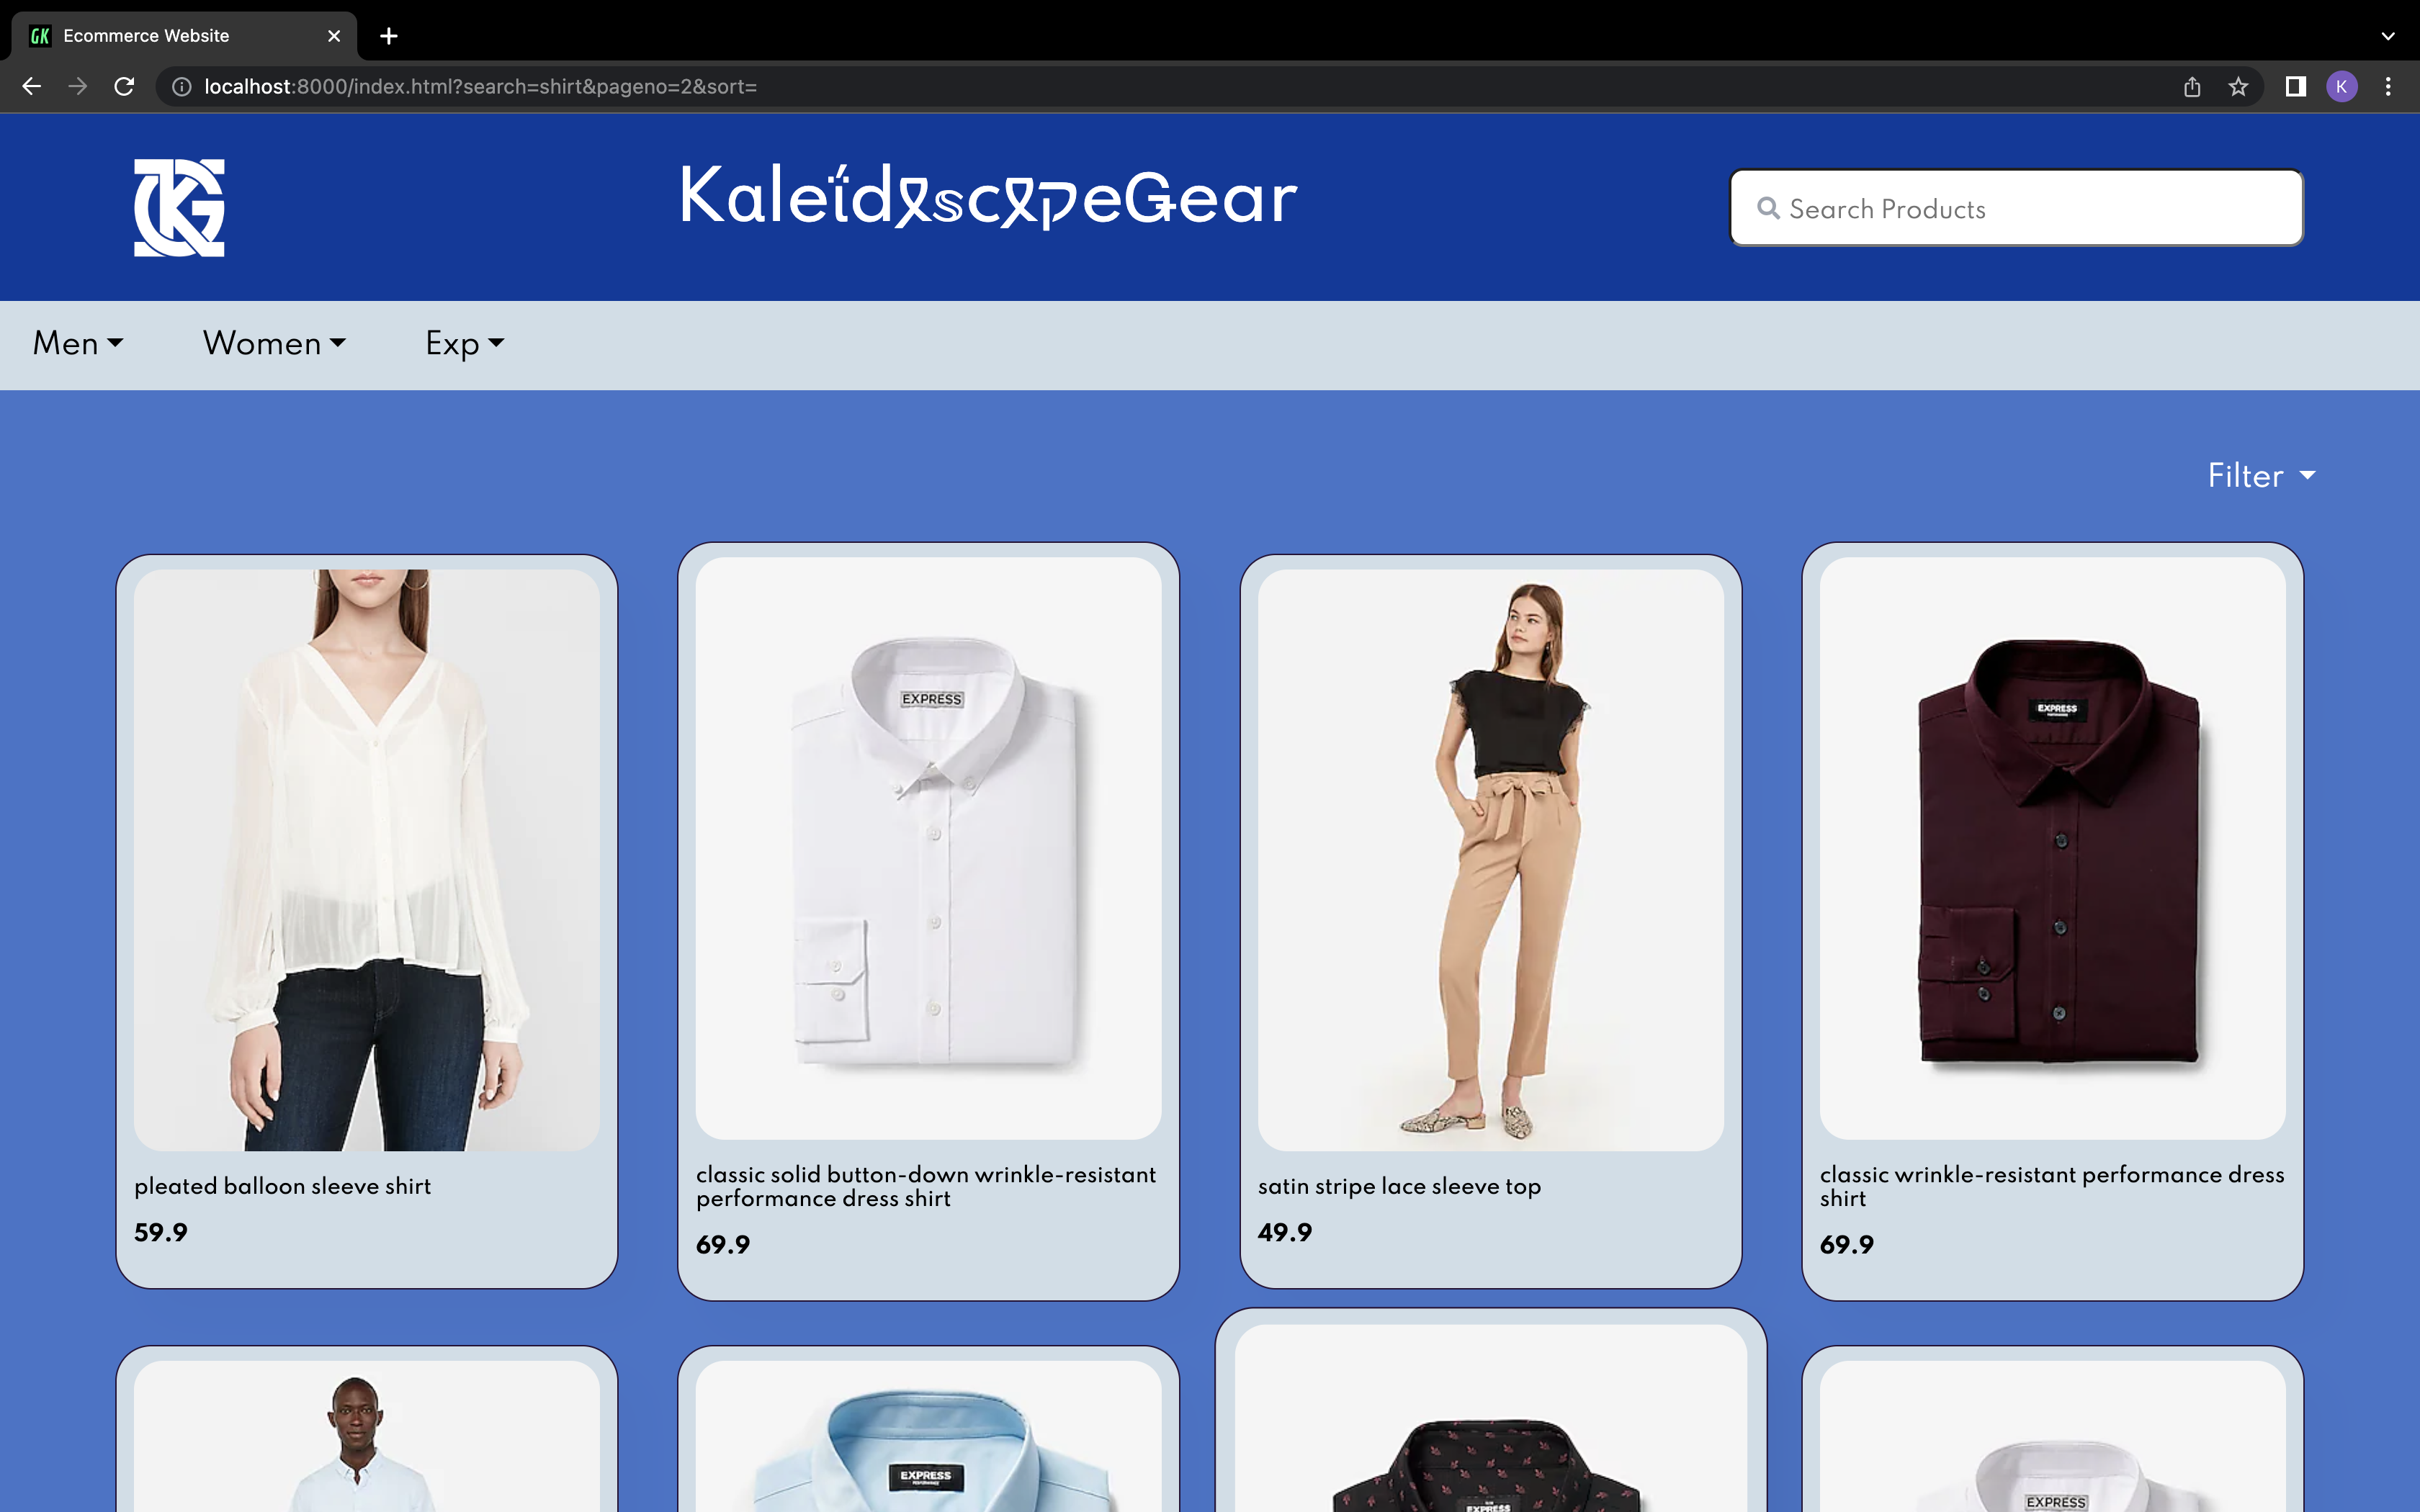 GK Ecommerce Website
localhost:8000/index.html?search=shirt&pageno=2&sort=
K
KaleidoscopeGear
Search Products
Men
Women
Exp
Filter
EXPRESS
EXPRESS
pleated balloon sleeve shirt
59.9
classic solid button-down wrinkle-resistant
performance dress shirt
69.9
satin stripe lace sleeve top
49.9
classic wrinkle-resistant performance dress
shirt
69.9
EXPRESS
EXPRESS
EXPRESS